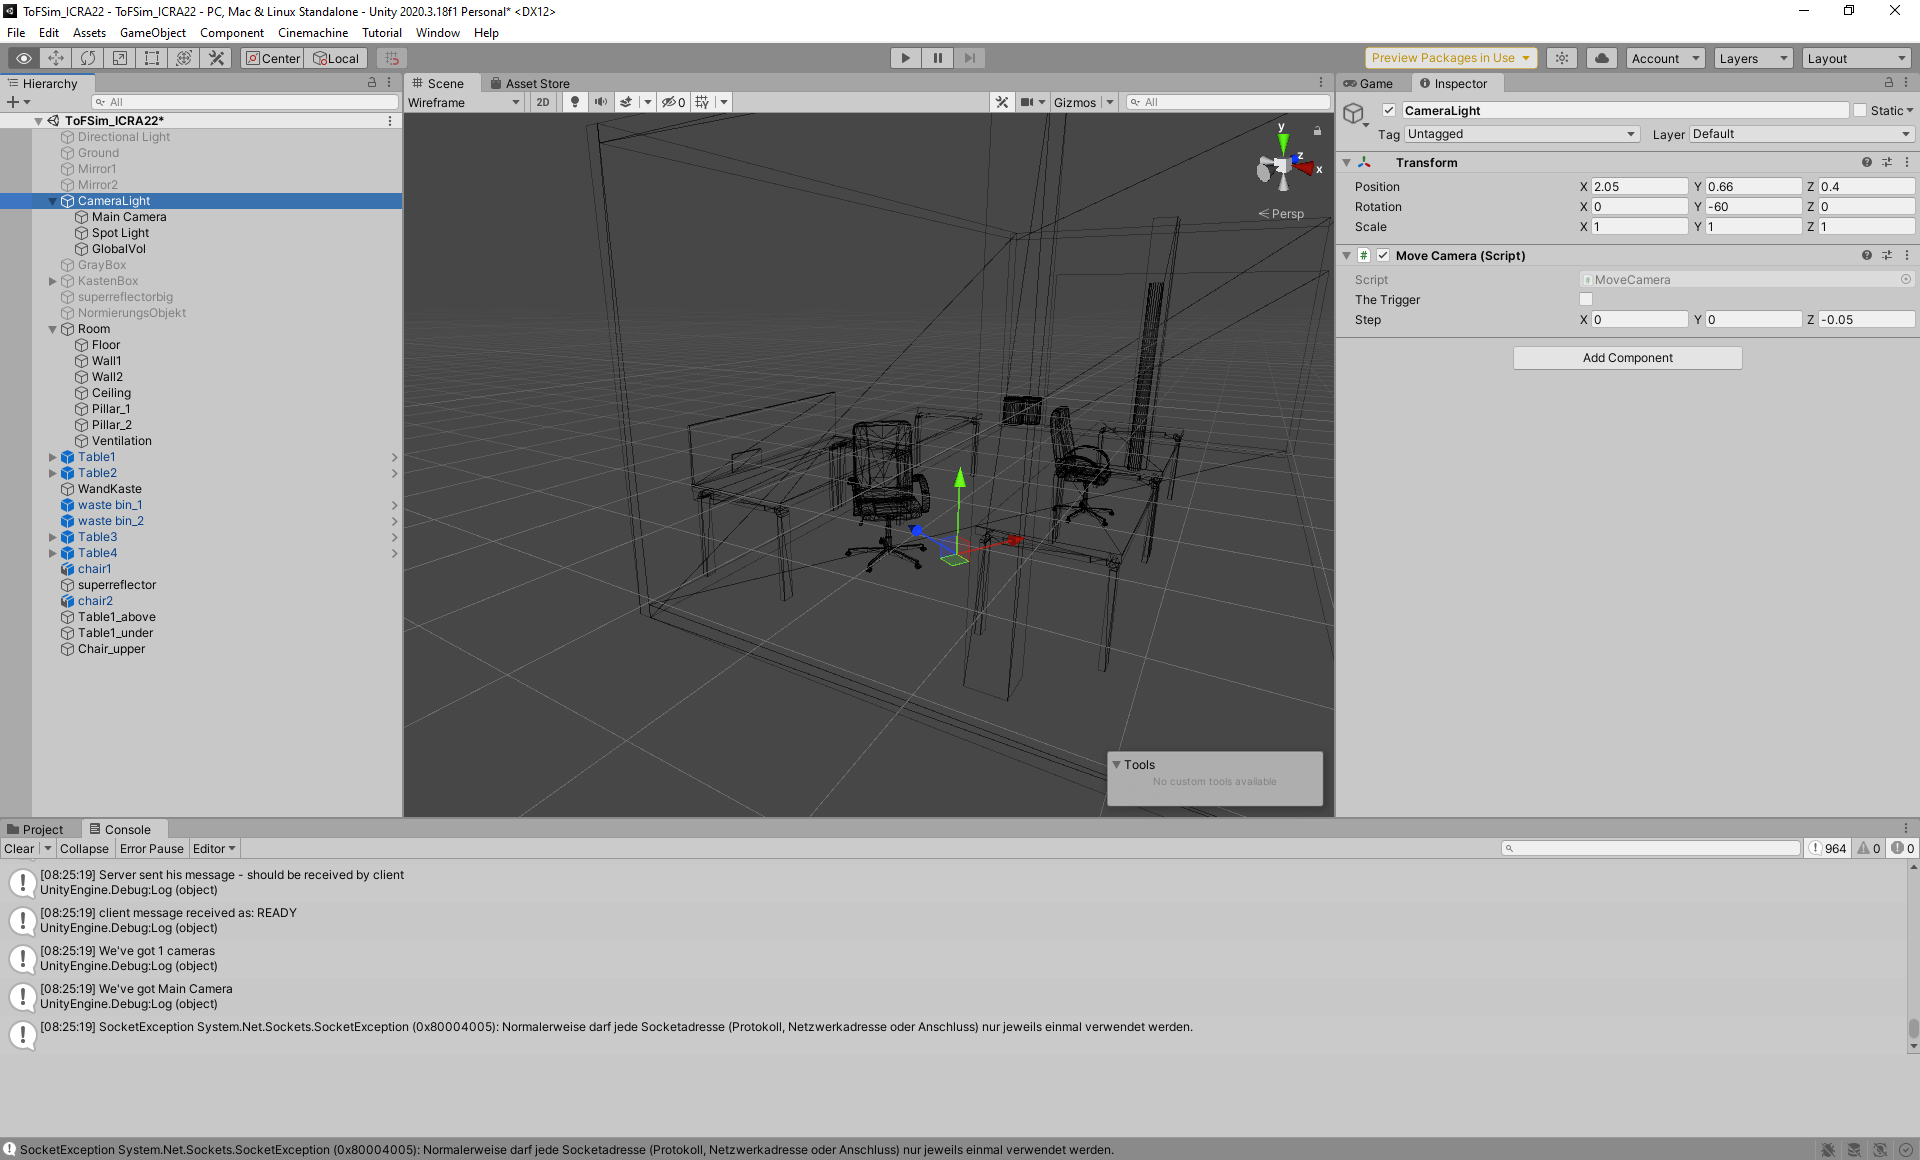 ToFSim_ICRA22 - ToFSim_ICRA22 - PC, Mac & Linux Standalone - Unity 2020.3.18f1 Personal* <DX12>
File Edit Assets GameObject Component Cinemachine Tutorial Window Help
Center Local Preview Packages in Use Account Layers Layout
Hierarchy
All
ToFSim_ICRA22*
Directional Light
Ground
Mirror1
Mirror2
CameraLight
Main Camera
Spot Light
GlobalVol
GrayBox
KastenBox
superreflectorbig
NormierungsObjekt
Room
Floor
Wall1
Wall2
Ceiling
Pillar_1
Pillar_2
Ventilation
Table1
Table2
WandKaste
waste bin_1
waste bin_2
Table3
Table4
chair1
superreflector
chair2
Table1_above
Table1_under
Chair_upper
Scene Asset Store
Wireframe 2D 0 Gizmos All
y
z
x
Persp
Tools
No custom tools available
Game Inspector
CameraLight Static
Tag Untagged Layer Default
Transform
Position X 2.05 Y 0.66 Z 0.4
Rotation X 0 Y -60 Z 0
Scale X 1 Y 1 Z 1
# Move Camera (Script)
Script MoveCamera
The Trigger
Step X 0 Y 0 Z -0.05
Add Component
Project Console
Clear Collapse Error Pause Editor 964 0 0
[08:25:19] Server sent his message - should be received by client
UnityEngine.Debug:Log (object)
[08:25:19] client message received as: READY
UnityEngine.Debug:Log (object)
[08:25:19] We've got 1 cameras
UnityEngine.Debug:Log (object)
[08:25:19] We've got Main Camera
UnityEngine.Debug:Log (object)
[08:25:19] SocketException System.Net.Sockets.SocketException (0x80004005): Normalerweise darf jede Socketadresse (Protokoll, Netzwerkadresse oder Anschluss) nur jeweils einmal verwendet werden.
SocketException System.Net.Sockets.SocketException (0x80004005): Normalerweise darf jede Socketadresse (Protokoll, Netzwerkadresse oder Anschluss) nur jeweils einmal verwendet werden.